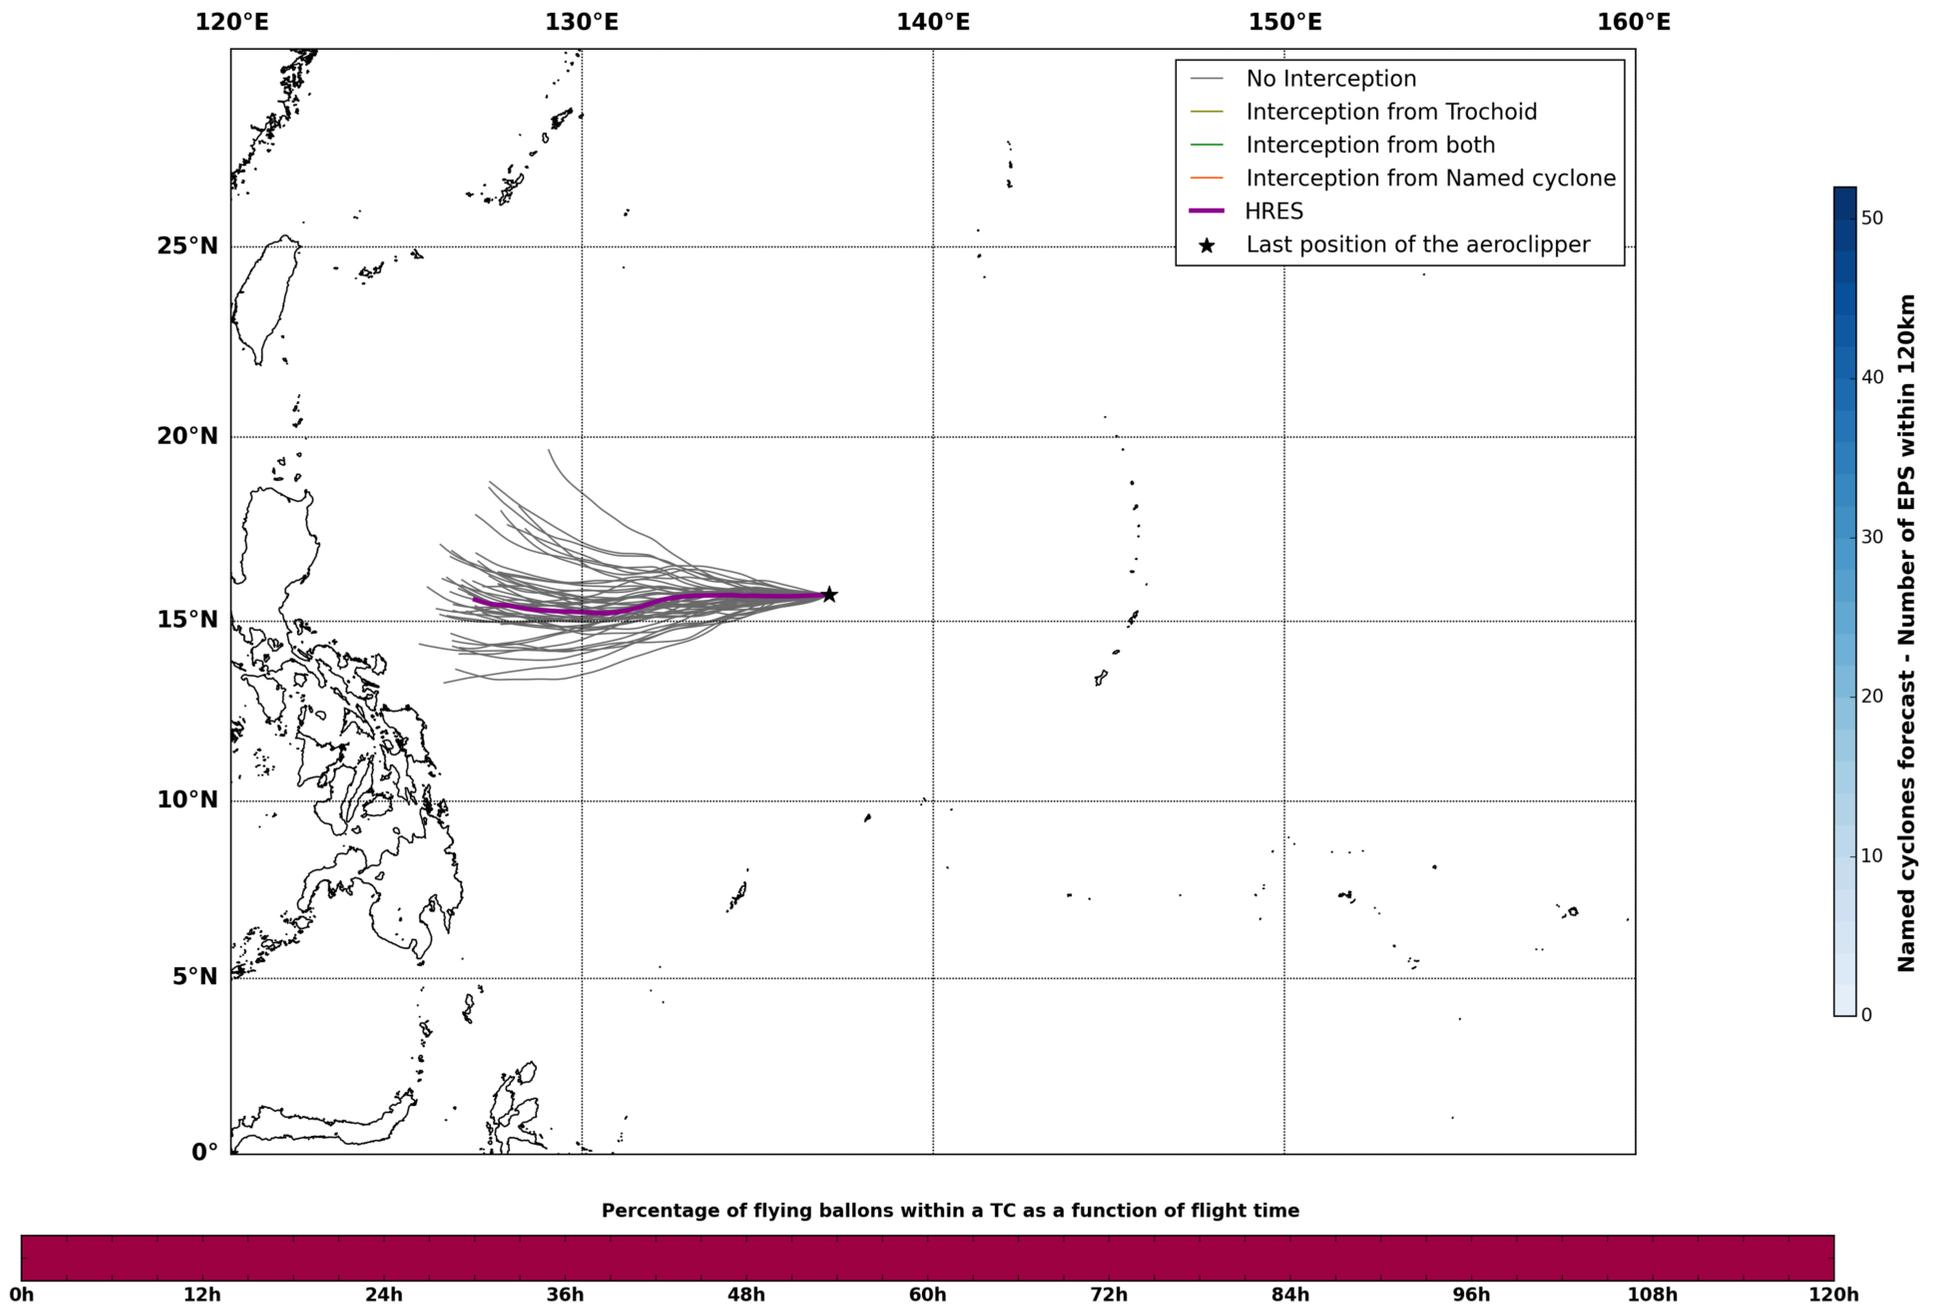 120°E 130°E 140°E 150°E 160°E
No Interception
Interception from Trochoid
Interception from both
Interception from Named cyclone
HRES
Last position of the aeroclipper
25°N
20°N
15°N
10°N
5°N
0°
50
40
30
20
10
0
Named cyclones forecast - Number of EPS within 120km
Percentage of flying ballons within a TC as a function of flight time
0h 12h 24h 36h 48h 60h 72h 84h 96h 108h 120h